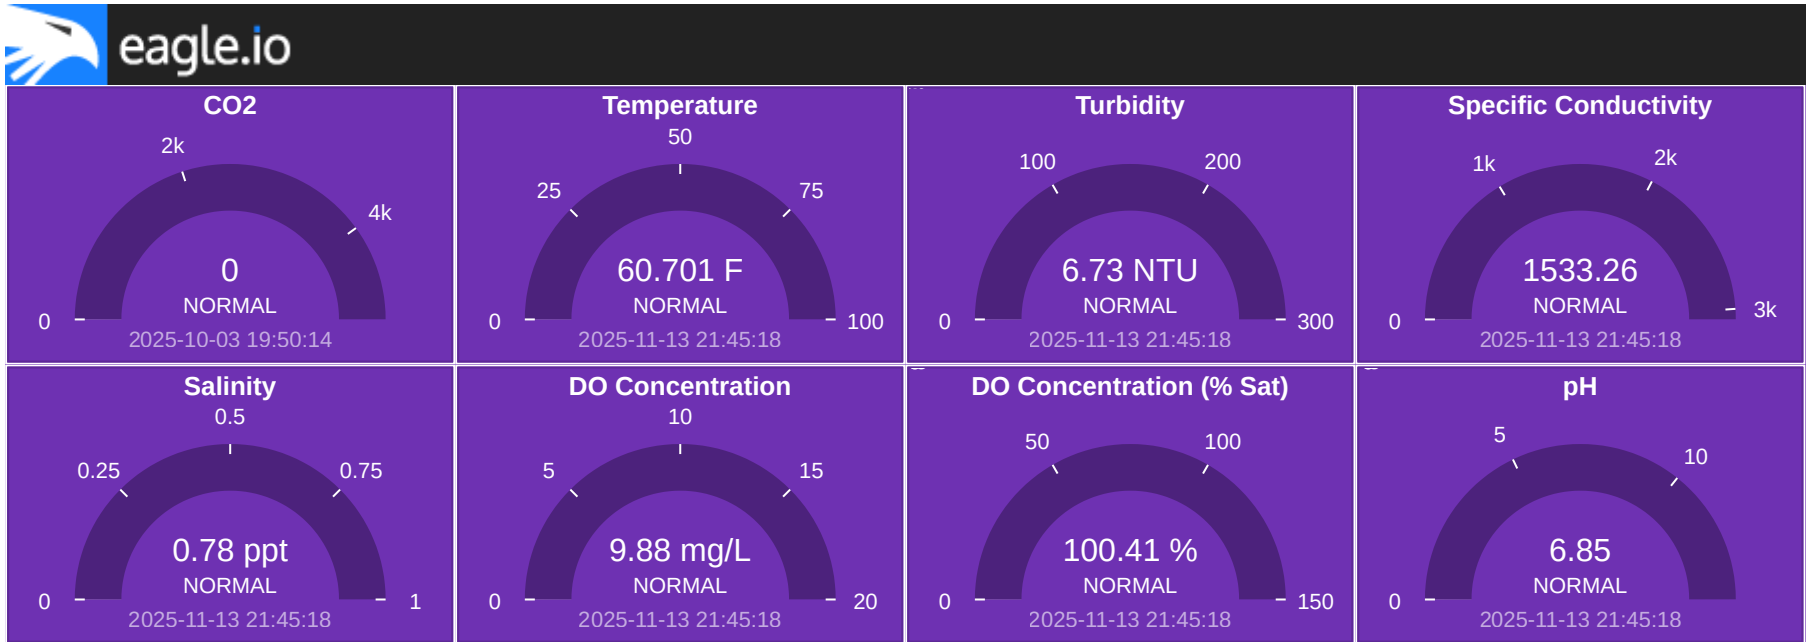 eagle.io
CO2
2k
4k
0
0
NORMAL
2025-10-03 19:50:14
Temperature
50
25
75
60.701 F
NORMAL
0
100
2025-11-13 21:45:18
Turbidity
100
200
6.73 NTU
NORMAL
0
300
2025-11-13 21:45:18
Specific Conductivity
1k
2k
1533.26
NORMAL
0
3k
2025-11-13 21:45:18
Salinity
0.5
0.25
0.75
0.78 ppt
NORMAL
0
1
2025-11-13 21:45:18
DO Concentration
10
5
15
9.88 mg/L
NORMAL
0
20
2025-11-13 21:45:18
DO Concentration (% Sat)
50
100
100.41 %
NORMAL
0
150
2025-11-13 21:45:18
pH
5
10
6.85
NORMAL
0
2025-11-13 21:45:18